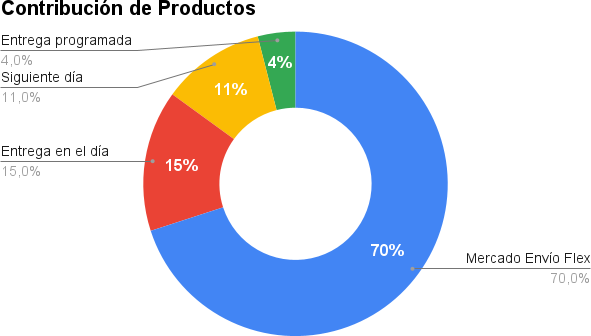 Contribución de Productos
Entrega programada
4,0%
Siguiente día
11,0%
Entrega en el día
15,0%
4%
11%
15%
70%
Mercado Envío Flex
70,0%